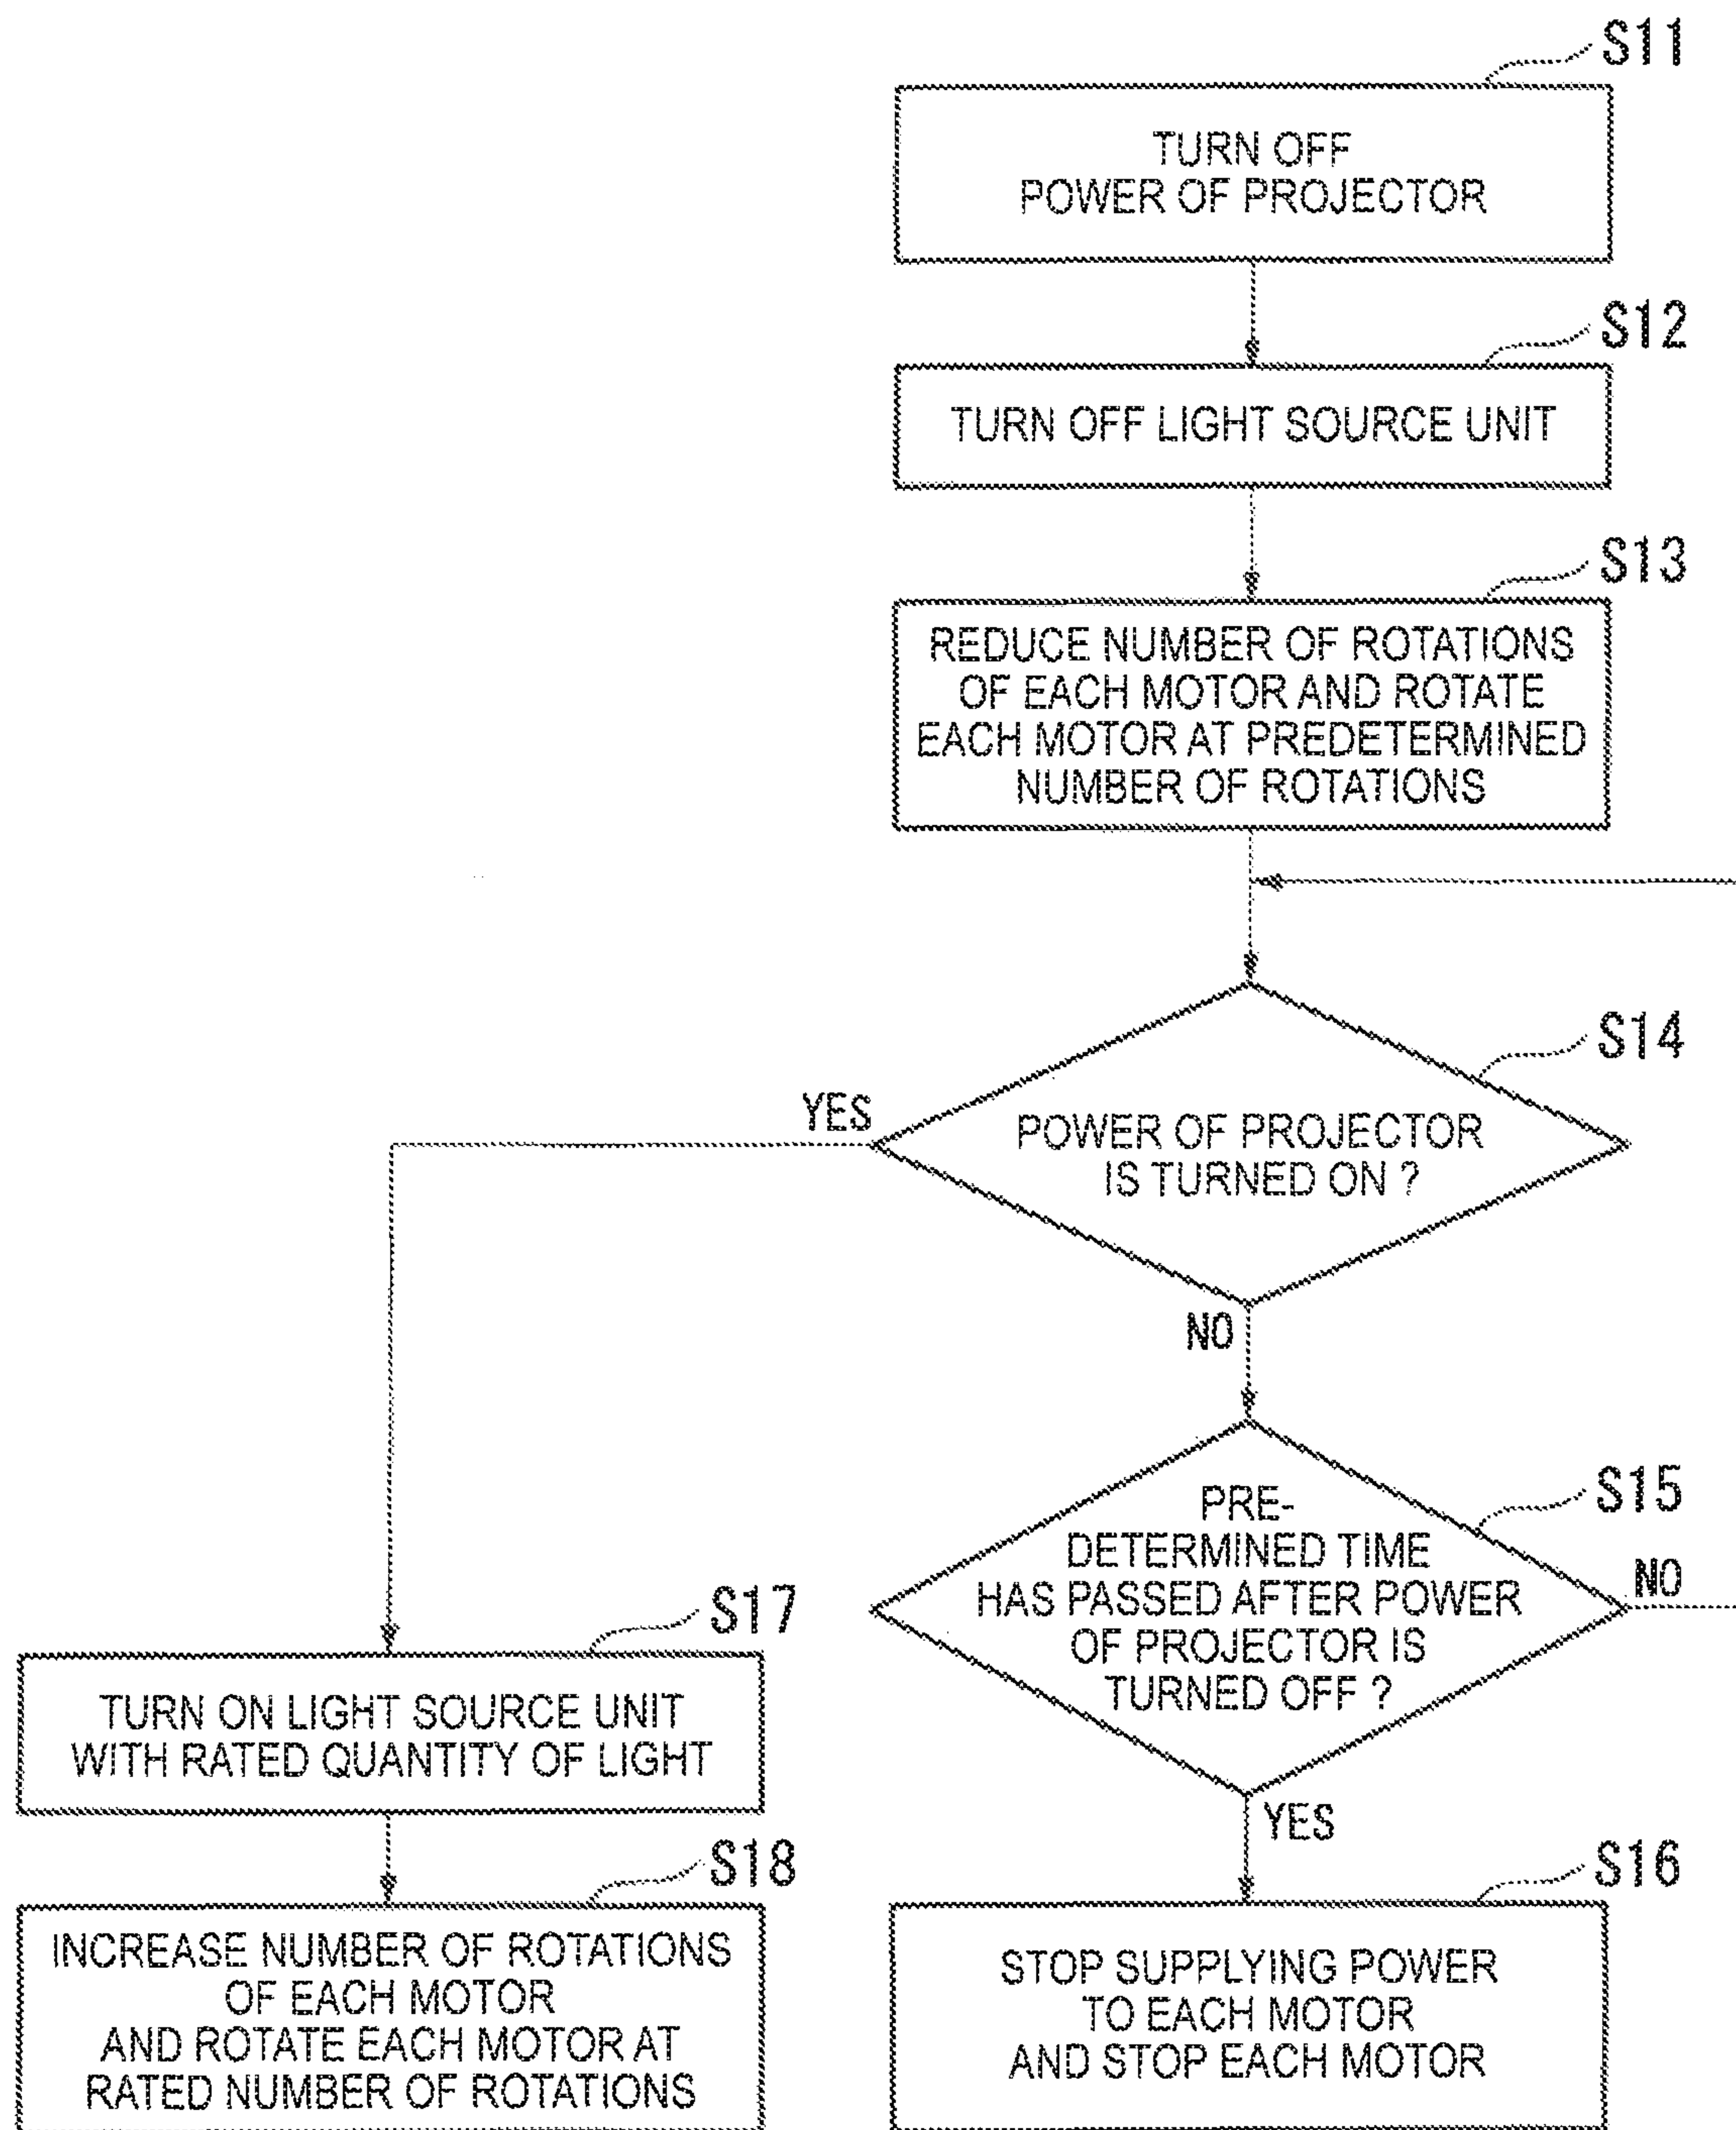 S11
TURN OFF
POWER OF PROJECTOR
S12
TURN OFF LIGHT SOURCE UNIT
S13
REDUCE NUMBER OF ROTATIONS
OF EACH MOTOR AND ROTATE
EACH MOTOR AT PREDETERMINED
NUMBER OF ROTATIONS
S14
YES
POWER OF PROJECTOR
IS TURNED ON ?
NO
S15
PRE-
DETERMINED TIME
HAS PASSED AFTER POWER
OF PROJECTOR IS
TURNED OFF ?
NO
YES
S17
TURN ON LIGHT SOURCE UNIT
WITH RATED QUANTITY OF LIGHT
S18
INCREASE NUMBER OF ROTATIONS
OF EACH MOTOR
AND ROTATE EACH MOTOR AT
RATED NUMBER OF ROTATIONS
S16
STOP SUPPLYING POWER
TO EACH MOTOR
AND STOP EACH MOTOR